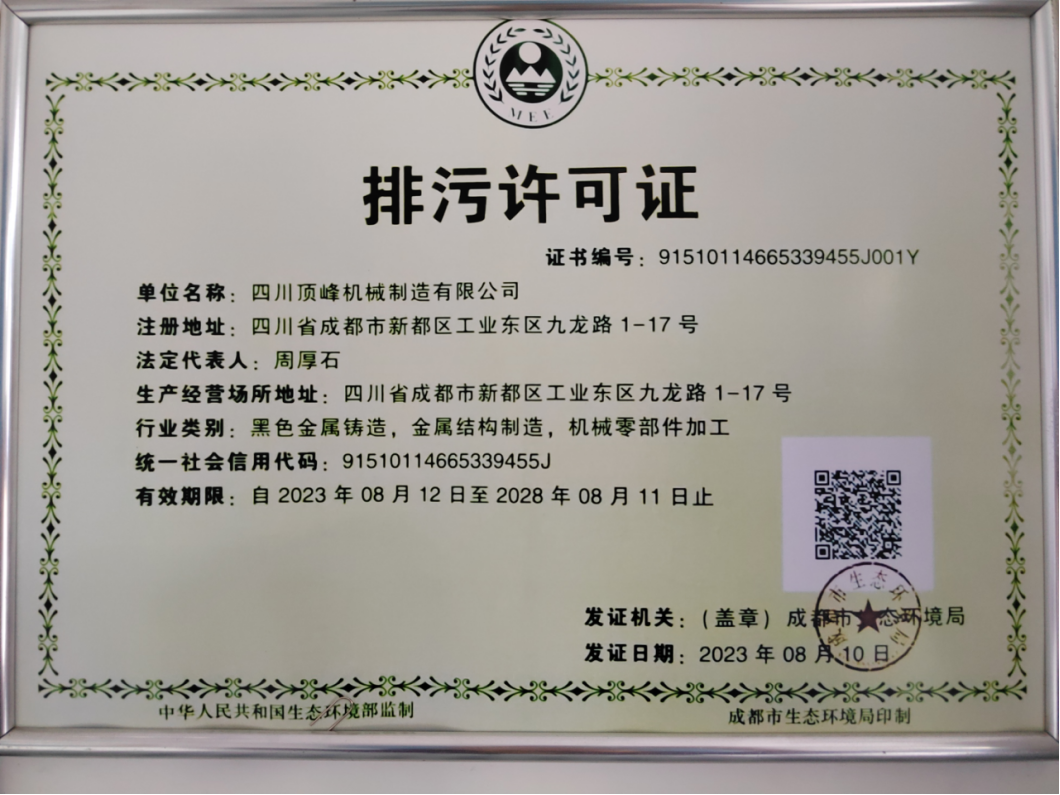 MEE
排污许可证
证书编号：91510114665339455J001Y
单位名称：四川顶峰机械制造有限公司
注册地址：四川省成都市新都区工业东区九龙路 1-17 号
法定代表人：周厚石
生产经营场所地址：四川省成都市新都区工业东区九龙路 1-17 号
行业类别：黑色金属铸造，金属结构制造，机械零部件加工
统一社会信用代码：91510114665339455J
有效期限：自 2023 年 08 月 12 日至 2028 年 08 月 11 日止
发证机关：（盖章）成都市生态环境局
发证日期：2023 年 08 月 10 日
中华人民共和国生态环境部监制
成都市生态环境局印制